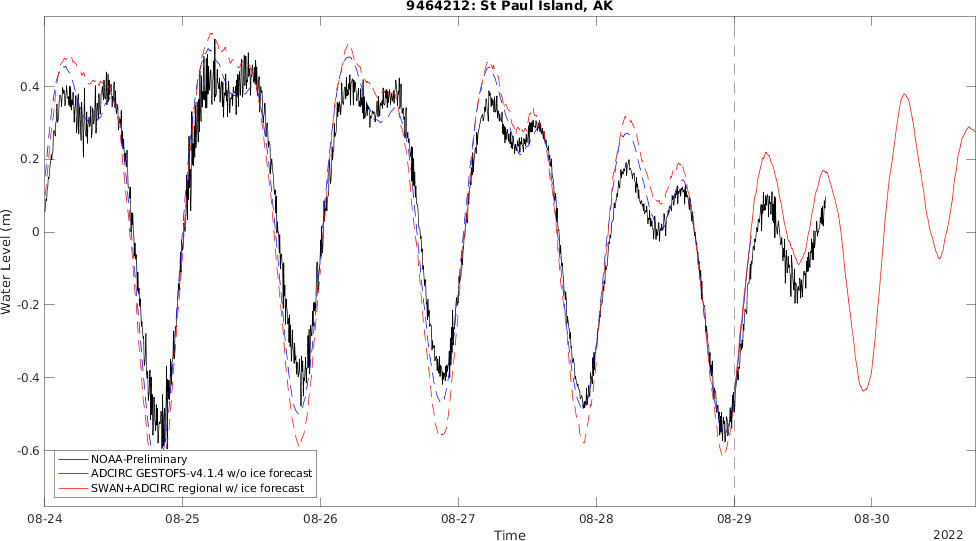 9464212: St Paul Island, AK
Water Level (m)
0.4
0.2
0
-0.2
-0.4
-0.6
NOAA-Preliminary
ADCIRC GESTOFS-v4.1.4 w/o ice forecast
SWAN+ADCIRC regional w/ ice forecast
08-24 08-25 08-26 08-27 08-28 08-29 08-30
Time
2022